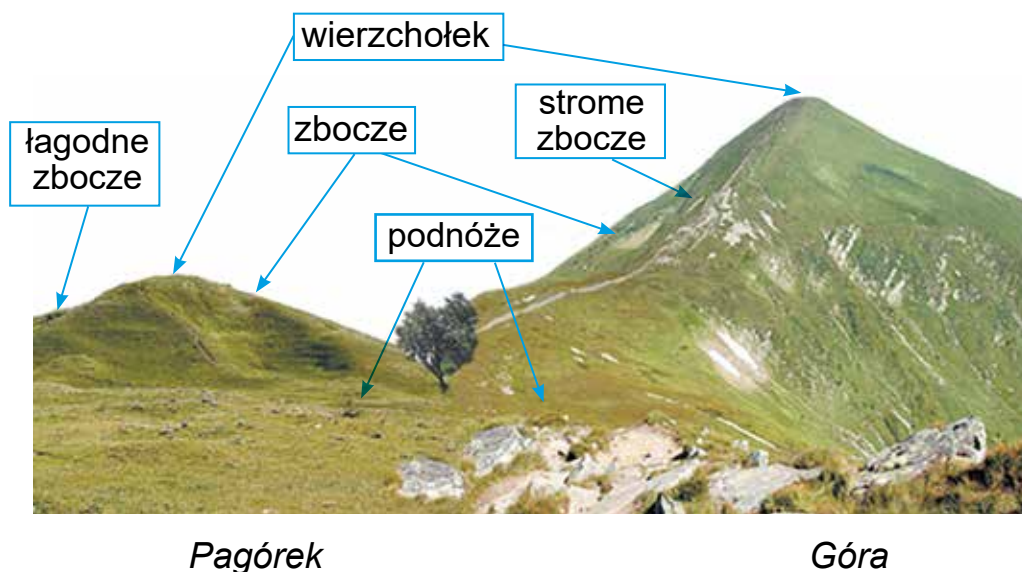 wierzchołek
łagodne
zbocze
zbocze
strome
zbocze
podnóże
Pagórek
Góra